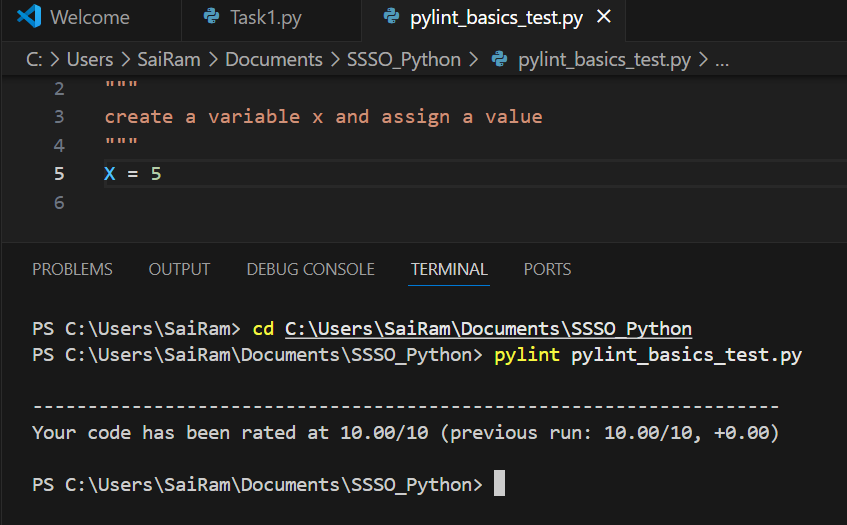 Welcome Task1.py pylint_basics_test.py
C: > Users > SaiRam > Documents > SSSO_Python > pylint_basics_test.py > ...
2 """
3 create a variable x and assign a value
4 """
5 X = 5
6
PROBLEMS OUTPUT DEBUG CONSOLE TERMINAL PORTS
PS C:\Users\SaiRam> cd C:\Users\SaiRam\Documents\SSSO_Python
PS C:\Users\SaiRam\Documents\SSSO_Python> pylint pylint_basics_test.py
--------------------------------------------------------------------
Your code has been rated at 10.00/10 (previous run: 10.00/10, +0.00)
PS C:\Users\SaiRam\Documents\SSSO_Python>